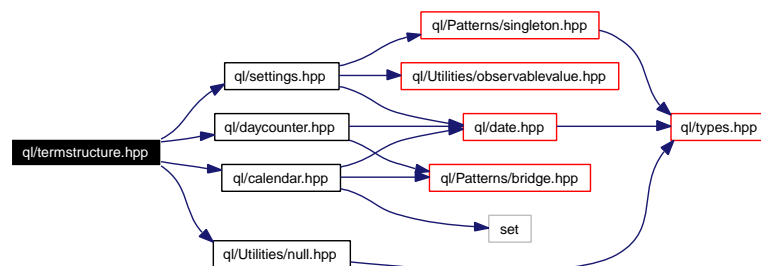 ql/Patterns/singleton.hpp
ql/settings.hpp
ql/Utilities/observablevalue.hpp
ql/daycounter.hpp
ql/date.hpp
ql/types.hpp
ql/termstructure.hpp
ql/calendar.hpp
ql/Patterns/bridge.hpp
set
ql/Utilities/null.hpp